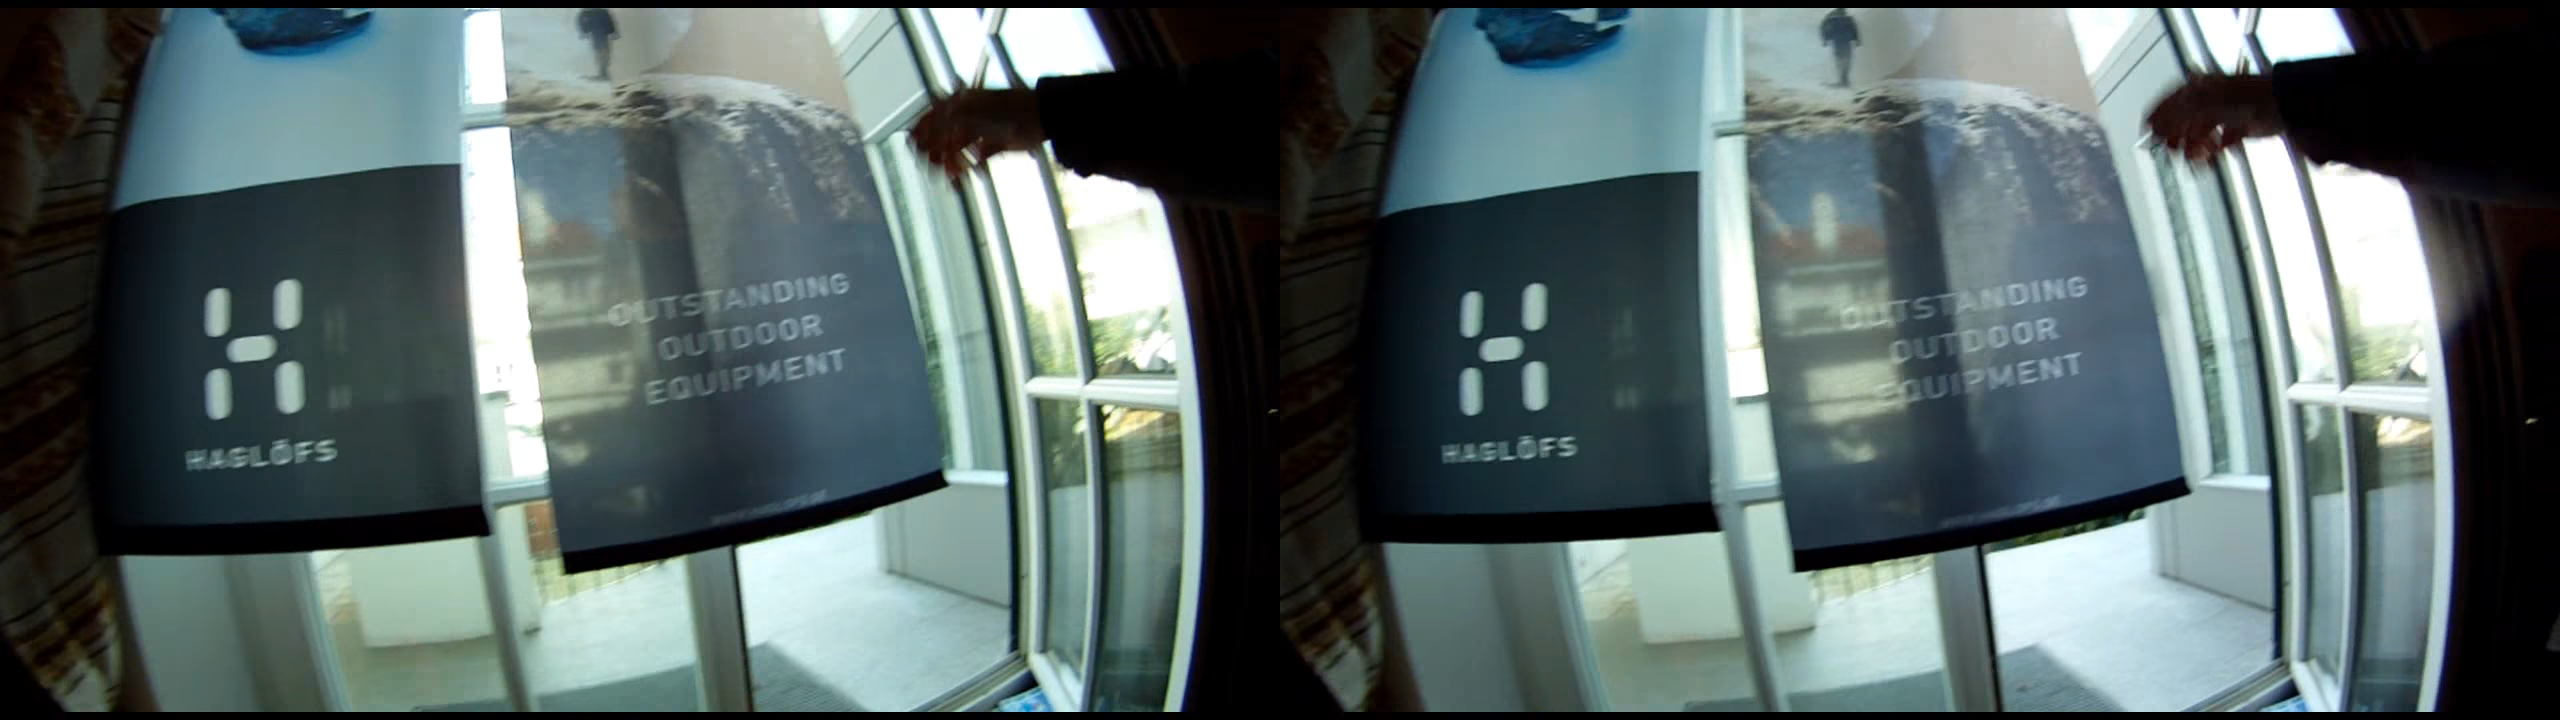 HAGLÖFS
OUTSTANDING
OUTDOOR
EQUIPMENT
HAGLÖFS
OUTSTANDING
OUTDOOR
EQUIPMENT